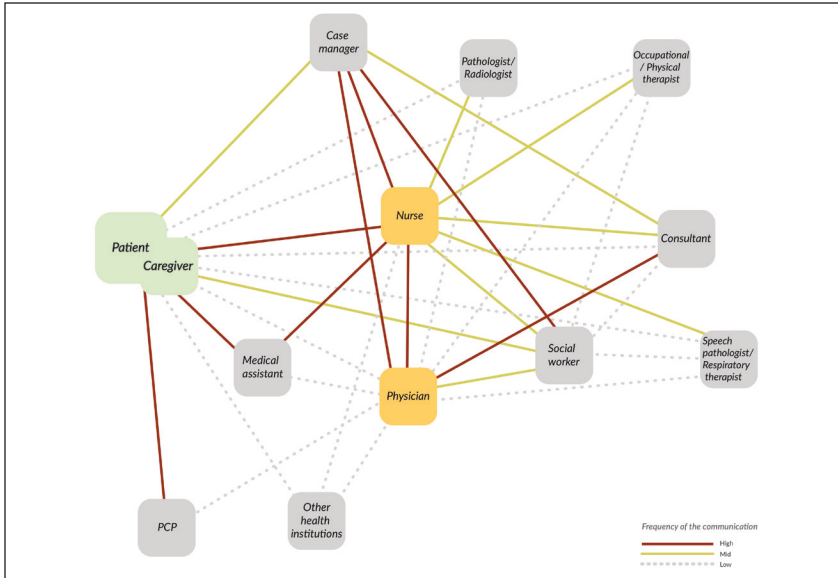 Case
manager
Pathologist/
Radiologist
Occupational
/ Physical
therapist
Nurse
Patient
Caregiver
Consultant
Medical
assistant
Social
worker
Speech
pathologist/
Respiratory
therapist
Physician
PCP
Other
health
institutions
Frequency of the communication
High
Mid
Low